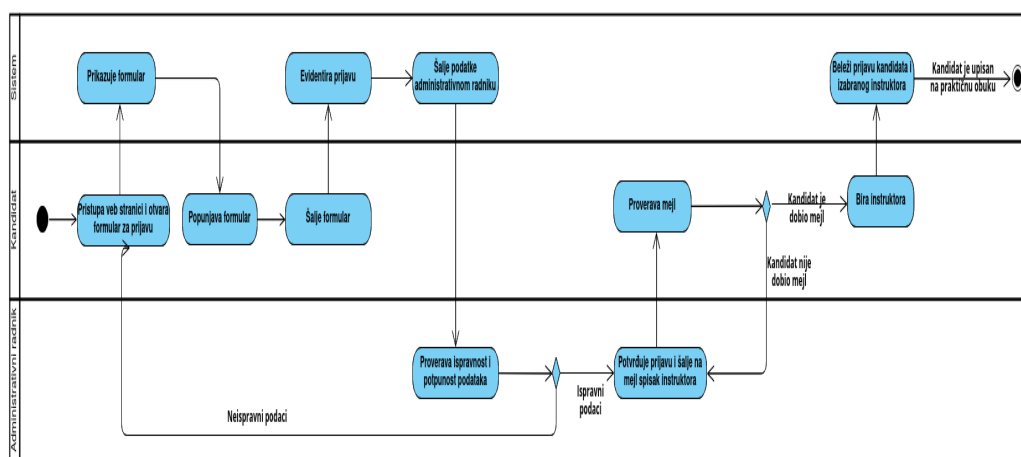 Sistem
Prikazuje formular
Evidentira prijavu
Šalje podatke
administrativnom radniku
Beleži prijavu kandidata i
izabranog instruktora
Kandidat je upisan
na praktičnu obuku
Kandidat
Pristupa veb stranici i otvara
formular za prijavu
Popunjava formular
Šalje formular
Proverava mejl
Kandidat je
dobio mejl
Bira instruktora
Kandidat nije
dobio mejl
Administrativni radnik
Proverava ispravnost i
potpunost podataka
Ispravni
podaci
Potvrđuje prijavu i šalje na
mejl spisak instruktora
Neispravni podaci